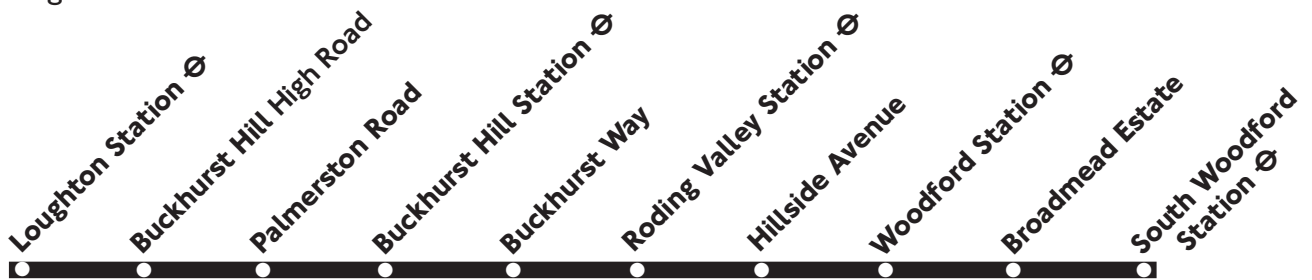 Loughton Station
Buckhurst Hill High Road
Palmerston Road
Buckhurst Hill Station
Buckhurst Way
Roding Valley Station
Hillside Avenue
Woodford Station
Broadmead Estate
South Woodford
Station